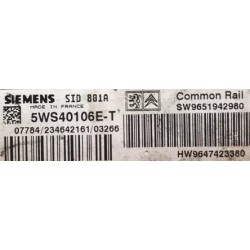 SIEMENS SID 801A
MADE IN FRANCE
5WS40106E-T
07784/234642161/03266
Common Rail
SW9651942980
HW9647423380